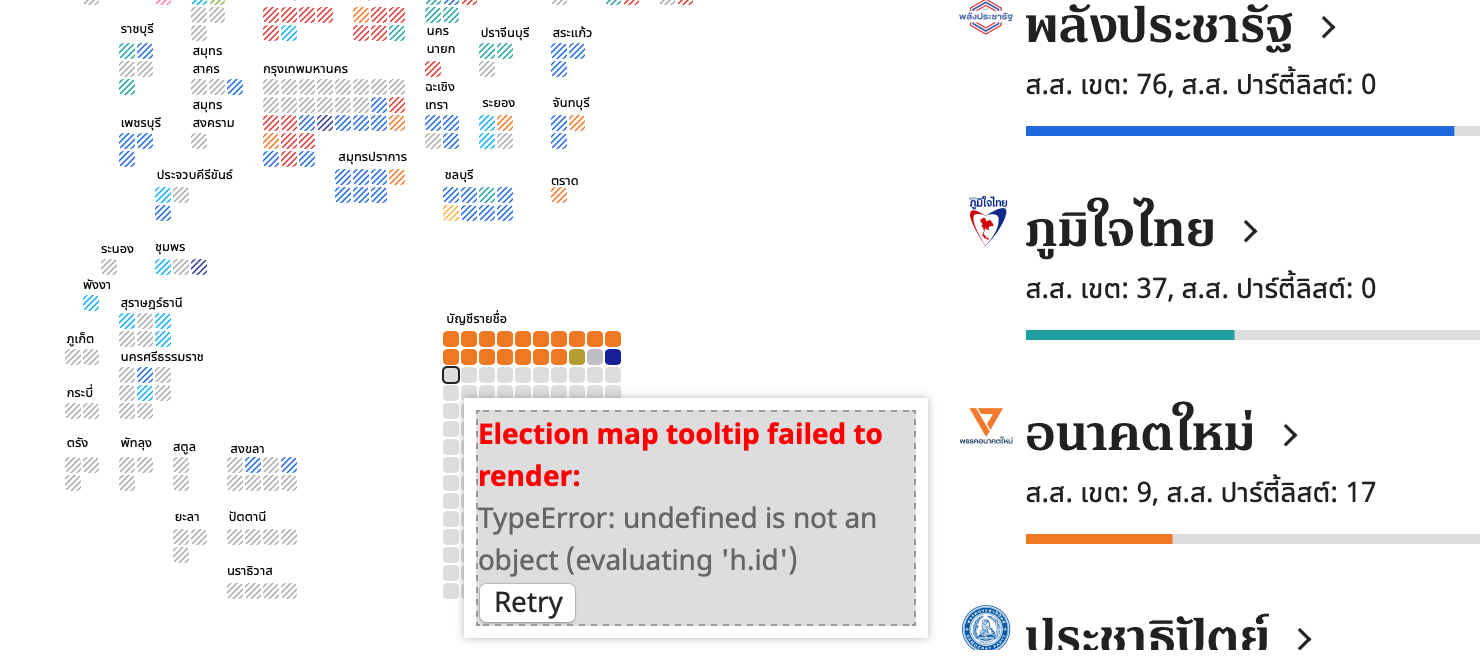 ราชบุรี
สมุทร
สาคร
สมุทร
สงคราม
เพชรบุรี
ประจวบคีรีขันธ์
กรุงเทพมหานคร
สมุทรปราการ
นคร
นายก
ฉะเชิง
เทรา
ปราจีนบุรี
สระแก้ว
ระยอง
จันทบุรี
ชลบุรี
ตราด
ระนอง
ชุมพร
พังงา
สุราษฎร์ธานี
ภูเก็ต
นครศรีธรรมราช
กระบี่
ตรัง
พัทลุง
สตูล
สงขลา
ยะลา
ปัตตานี
นราธิวาส
บัญชีรายชื่อ
Election map tooltip failed to
render:
TypeError: undefined is not an
object (evaluating 'h.id')
Retry
พลังประชารัฐ
พลังประชารัฐ
ส.ส. เขต: 76, ส.ส. ปาร์ตี้ลิสต์: 0
ภูมิใจไทย
ภูมิใจไทย
ส.ส. เขต: 37, ส.ส. ปาร์ตี้ลิสต์: 0
พรรคอนาคตใหม่
อนาคตใหม่
ส.ส. เขต: 9, ส.ส. ปาร์ตี้ลิสต์: 17
ประชาธิปัตย์